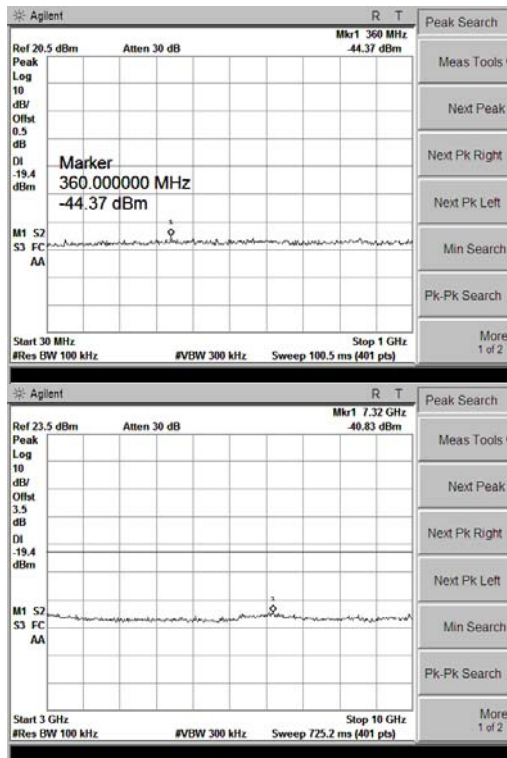 Agilent R T
Peak Search
Mkr1 360 MHz
Ref 20.5 dBm Atten 30 dB -44.37 dBm
Peak
Log
10
dB/
Offst
0.5
dB
DI
-19.4
dBm
Marker
360.000000 MHz
-44.37 dBm
1
M1 S2
S3 FC
AA
Start 30 MHz Stop 1 GHz
#Res BW 100 kHz #VBW 300 kHz Sweep 100.5 ms (401 pts)
Meas Tools
Next Peak
Next Pk Right
Next Pk Left
Min Search
Pk-Pk Search
More
1 of 2
Agilent R T
Peak Search
Mkr1 7.32 GHz
Ref 23.5 dBm Atten 30 dB -40.83 dBm
Peak
Log
10
dB/
Offst
3.5
dB
DI
-19.4
dBm
1
M1 S2
S3 FC
AA
Start 3 GHz Stop 10 GHz
#Res BW 100 kHz #VBW 300 kHz Sweep 725.2 ms (401 pts)
Meas Tools
Next Peak
Next Pk Right
Next Pk Left
Min Search
Pk-Pk Search
More
1 of 2